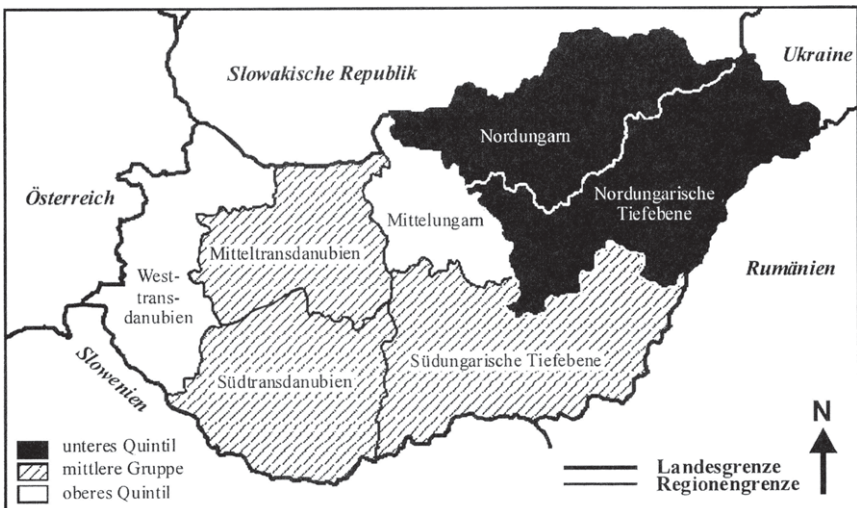 Slowakische Republik
Ukraine
Nordungarn
Österreich
Nordungarische
Tiefebene
Mittelungarn
Mitteltransdanubien
West-
trans-
danubien
Rumänien
Südungarische Tiefebene
Südtransdanubien
Slowenien
N
unteres Quintil
mittlere Gruppe
oberes Quintil
Landesgrenze
Regionengrenze